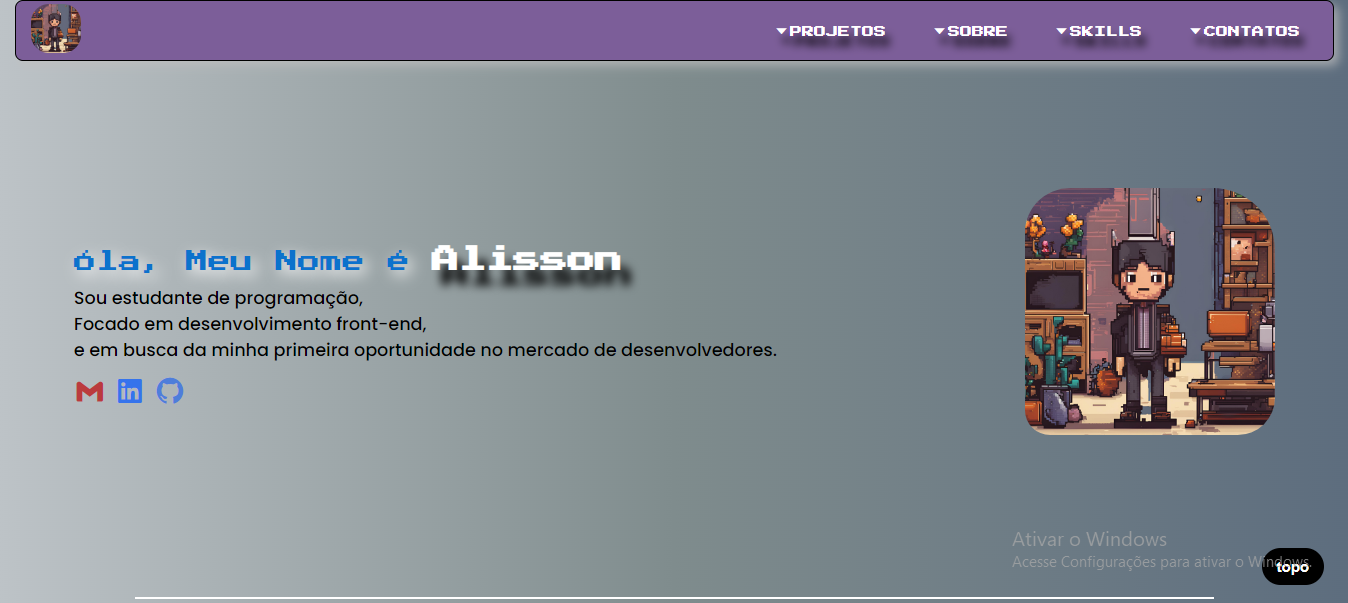 PROJETOS SOBRE SKILLS CONTATOS
óla, Meu Nome é Alisson
Sou estudante de programação,
Focado em desenvolvimento front-end,
e em busca da minha primeira oportunidade no mercado de desenvolvedores.
in
Ativar o Windows
Acesse Configurações para ativar o Windows.
topo